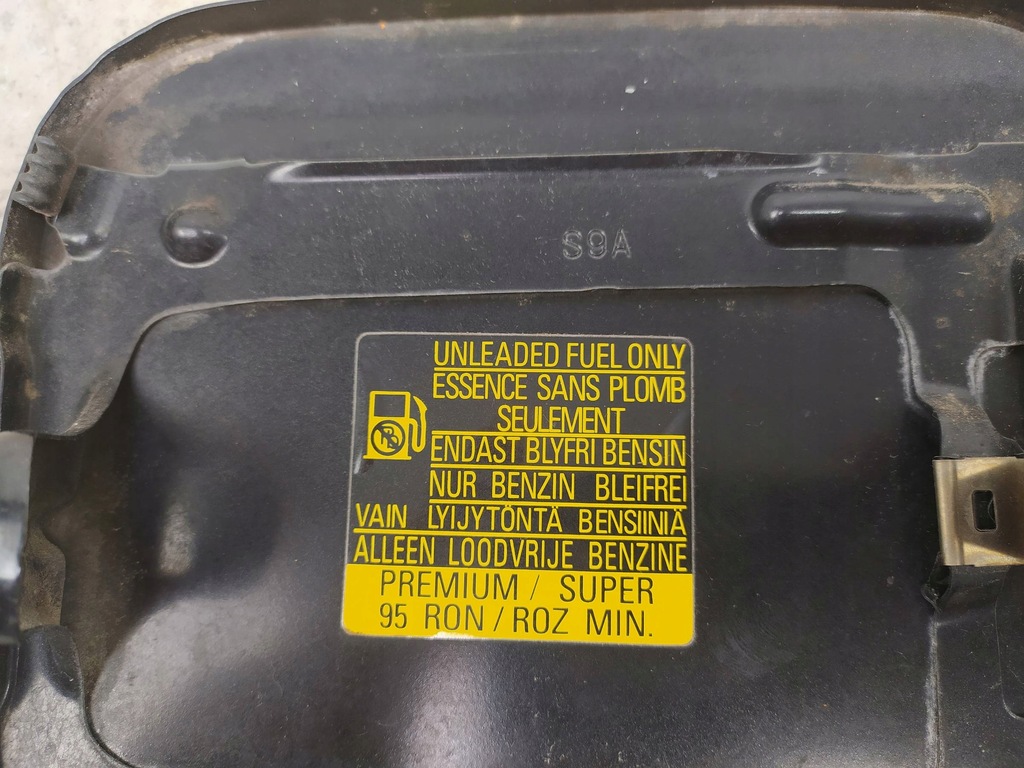 S9A
UNLEADED FUEL ONLY
ESSENCE SANS PLOMB
SEULEMENT
ENDAST BLYFRI BENSIN
NUR BENZIN BLEIFREI
VAIN LYIJYTÖNTÄ BENSIINIÄ
ALLEEN LOODVRIJE BENZINE
PREMIUM / SUPER
95 RON / ROZ MIN.